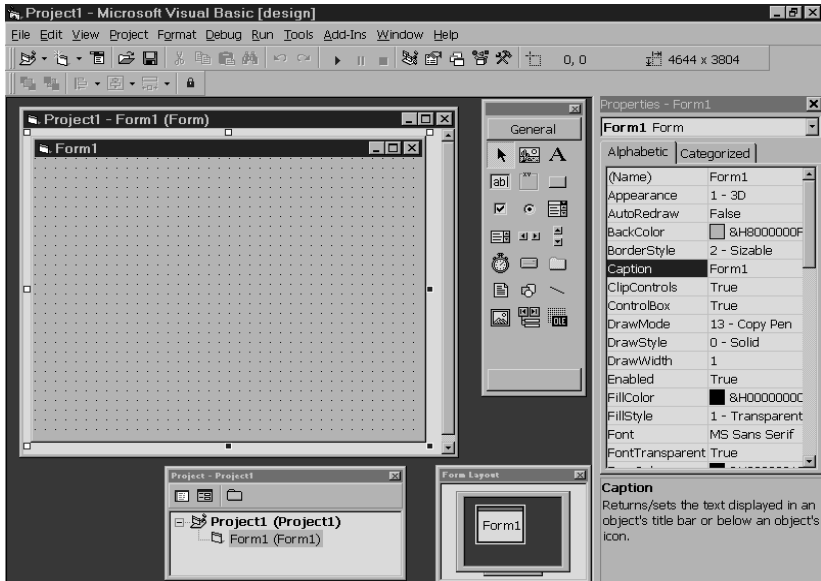 Project1 - Microsoft Visual Basic [design]
File Edit View Project Format Debug Run Tools Add-Ins Window Help
0, 0
4644 x 3804
Project1 - Form1 (Form)
Form1
General
A
ab|
XY
OLE
Properties - Form1
Form1 Form
Alphabetic Categorized
(Name) Form1
Appearance 1 - 3D
AutoRedraw False
BackColor &H8000000F
BorderStyle 2 - Sizable
Caption Form1
ClipControls True
ControlBox True
DrawMode 13 - Copy Pen
DrawStyle 0 - Solid
DrawWidth 1
Enabled True
FillColor &H0000000
FillStyle 1 - Transparent
Font MS Sans Serif
FontTransparent True
Caption
Returns/sets the text displayed in an
object's title bar or below an object's
icon.
Project - Project1
Project1 (Project1)
Form1 (Form1)
Form Layout
Form1